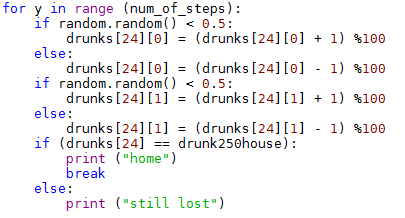 for y in range (num_of_steps):
    if random.random() < 0.5:
        drunks[24][0] = (drunks[24][0] + 1) %100
    else:
        drunks[24][0] = (drunks[24][0] - 1) %100
    if random.random() < 0.5:
        drunks[24][1] = (drunks[24][1] + 1) %100
    else:
        drunks[24][1] = (drunks[24][1] - 1) %100
    if (drunks[24] == drunk250house):
        print ("home")
        break
    else:
        print ("still lost")